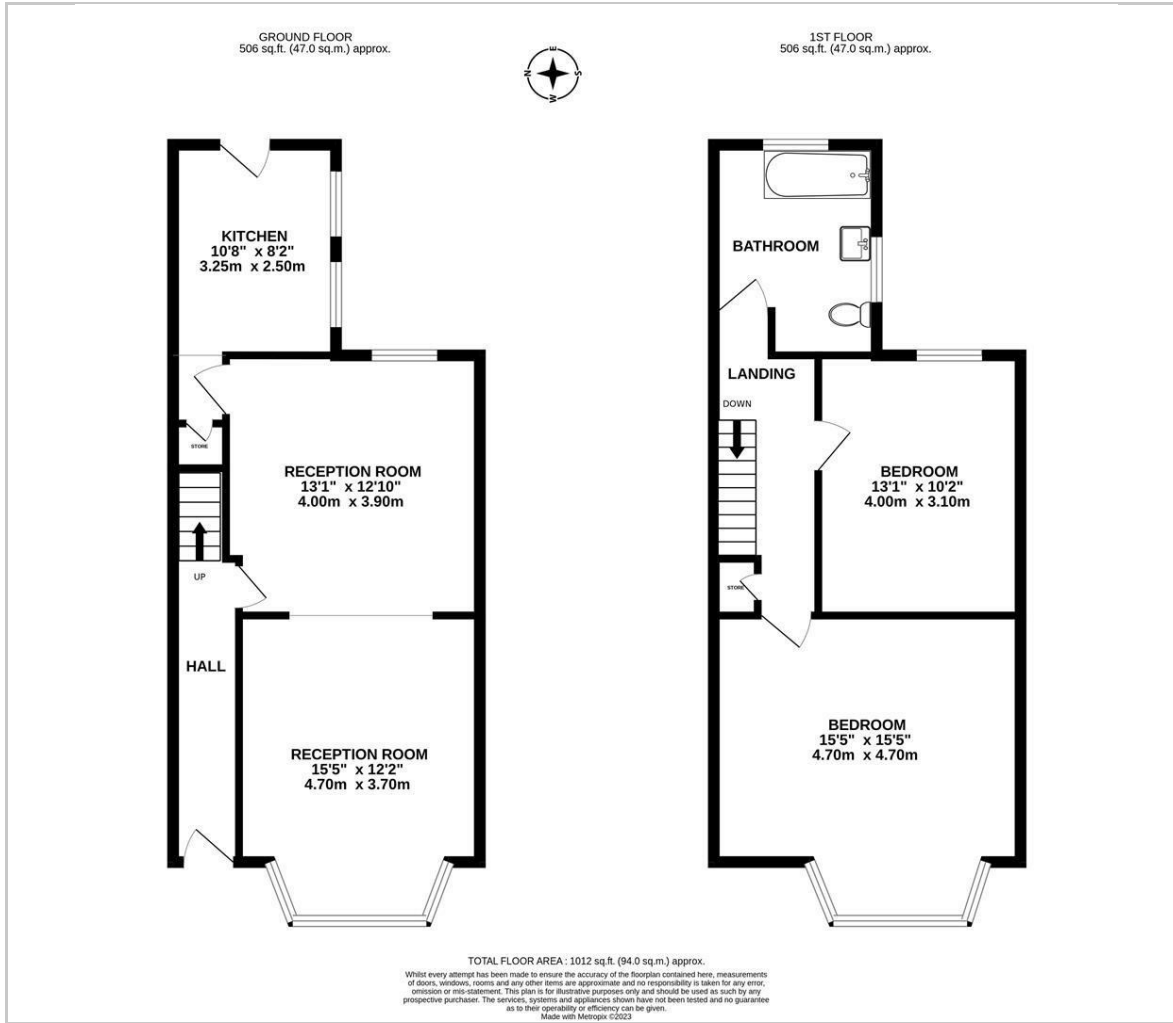 GROUND FLOOR
506 sq.ft. (47.0 sq.m.) approx.
1ST FLOOR
506 sq.ft. (47.0 sq.m.) approx.
E
N
S
W
KITCHEN
10'8" x 8'2"
3.25m x 2.50m
STORE
RECEPTION ROOM
13'1" x 12'10"
4.00m x 3.90m
UP
HALL
RECEPTION ROOM
15'5" x 12'2"
4.70m x 3.70m
BATHROOM
LANDING
DOWN
BEDROOM
13'1" x 10'2"
4.00m x 3.10m
STORE
BEDROOM
15'5" x 15'5"
4.70m x 4.70m
TOTAL FLOOR AREA : 1012 sq.ft. (94.0 sq.m.) approx.
Whilst every attempt has been made to ensure the accuracy of the floorplan contained here, measurements
of doors, windows, rooms and any other items are approximate and no responsibility is taken for any error,
omission or mis-statement. This plan is for illustrative purposes only and should be used as such by any
prospective purchaser. The services, systems and appliances shown have not been tested and no guarantee
as to their operability or efficiency can be given.
Made with Metropix ©2023